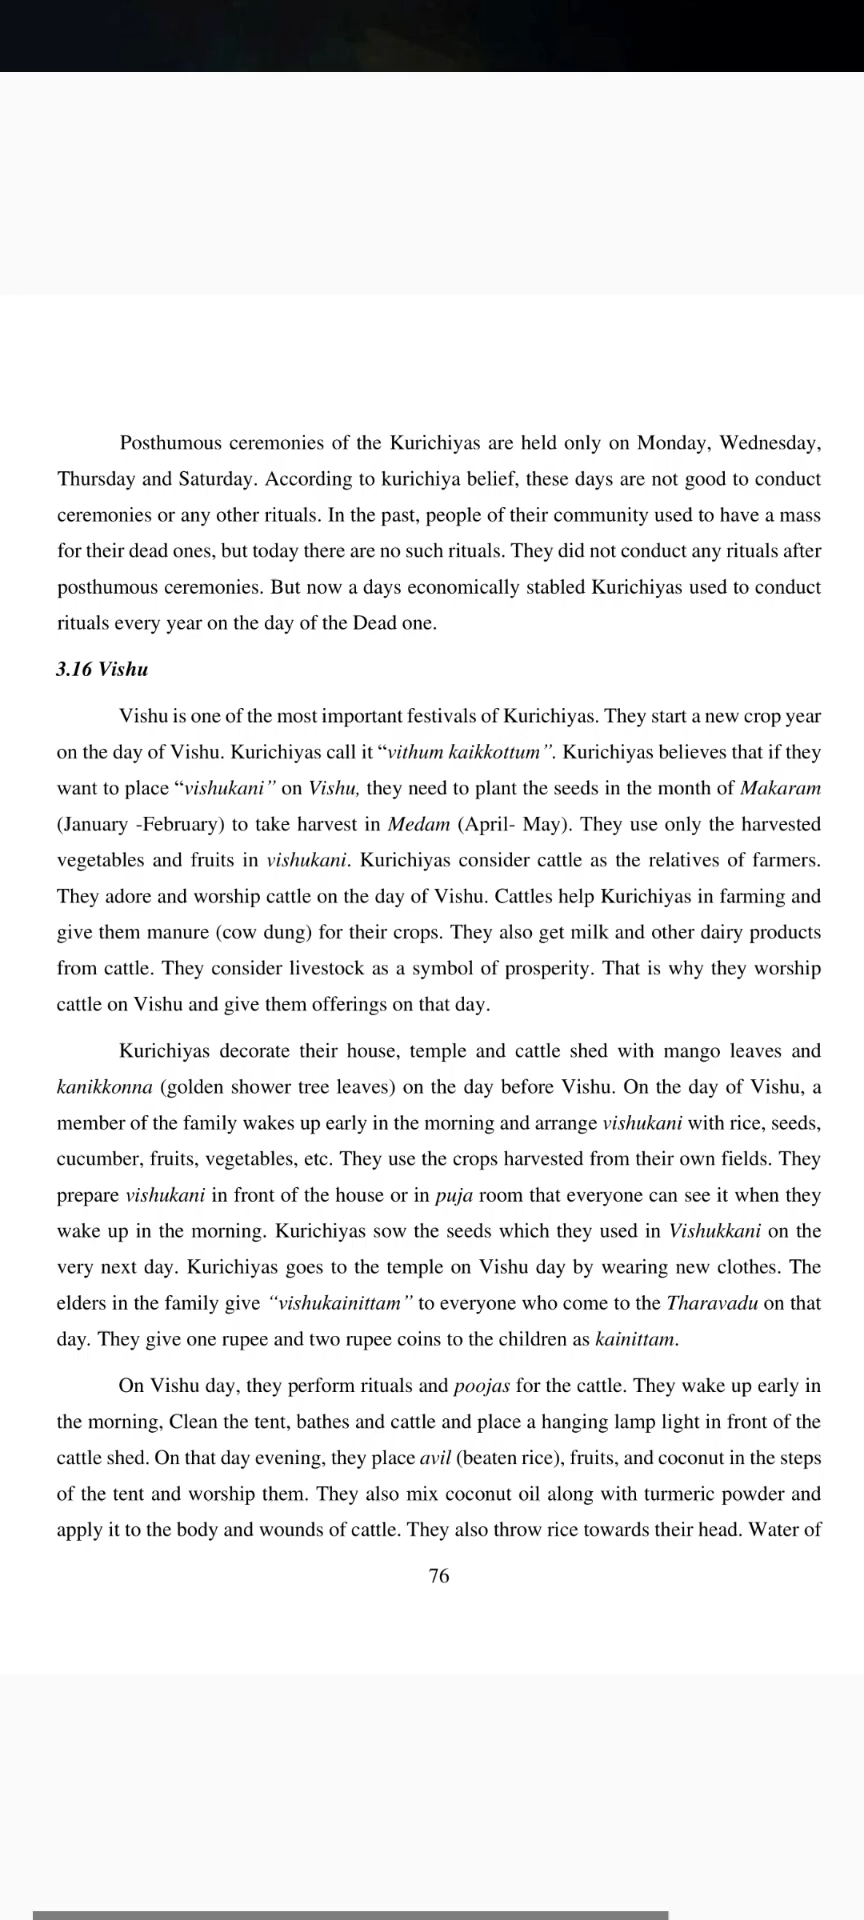 Posthumous ceremonies of the Kurichiyas are held only on Monday, Wednesday,
Thursday and Saturday. According to kurichiya belief, these days are not good to conduct
ceremonies or any other rituals. In the past, people of their community used to have a mass
for their dead ones, but today there are no such rituals. They did not conduct any rituals after
posthumous ceremonies. But now a days economically stabled Kurichiyas used to conduct
rituals every year on the day of the Dead one.
3.16 Vishu
Vishu is one of the most important festivals of Kurichiyas. They start a new crop year
on the day of Vishu. Kurichiyas call it “vithum kaikkottum”. Kurichiyas believes that if they
want to place “vishukani” on Vishu, they need to plant the seeds in the month of Makaram
(January -February) to take harvest in Medam (April- May). They use only the harvested
vegetables and fruits in vishukani. Kurichiyas consider cattle as the relatives of farmers.
They adore and worship cattle on the day of Vishu. Cattles help Kurichiyas in farming and
give them manure (cow dung) for their crops. They also get milk and other dairy products
from cattle. They consider livestock as a symbol of prosperity. That is why they worship
cattle on Vishu and give them offerings on that day.
Kurichiyas decorate their house, temple and cattle shed with mango leaves and
kanikkonna (golden shower tree leaves) on the day before Vishu. On the day of Vishu, a
member of the family wakes up early in the morning and arrange vishukani with rice, seeds,
cucumber, fruits, vegetables, etc. They use the crops harvested from their own fields. They
prepare vishukani in front of the house or in puja room that everyone can see it when they
wake up in the morning. Kurichiyas sow the seeds which they used in Vishukkani on the
very next day. Kurichiyas goes to the temple on Vishu day by wearing new clothes. The
elders in the family give “vishukainittam” to everyone who come to the Tharavadu on that
day. They give one rupee and two rupee coins to the children as kainittam.
On Vishu day, they perform rituals and poojas for the cattle. They wake up early in
the morning, Clean the tent, bathes and cattle and place a hanging lamp light in front of the
cattle shed. On that day evening, they place avil (beaten rice), fruits, and coconut in the steps
of the tent and worship them. They also mix coconut oil along with turmeric powder and
apply it to the body and wounds of cattle. They also throw rice towards their head. Water of
76